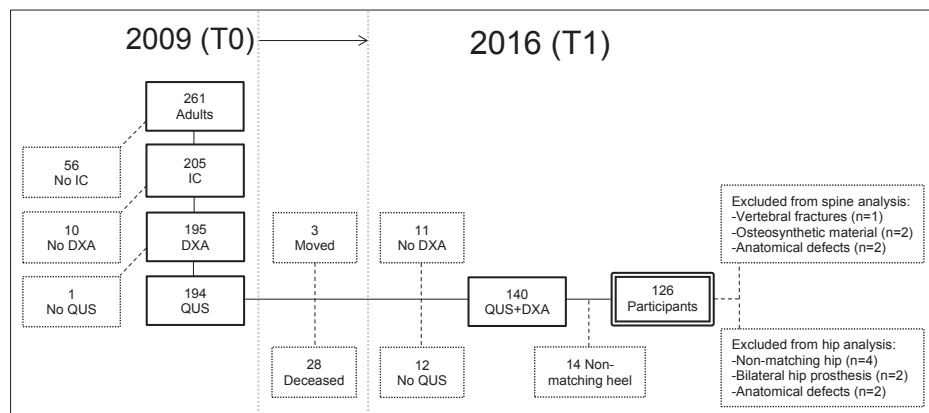 2009 (T0)
2016 (T1)
261
Adults
56
No IC
205
IC
10
No DXA
195
DXA
1
No QUS
194
QUS
3
Moved
28
Deceased
11
No DXA
12
No QUS
140
QUS+DXA
14 Non-
matching heel
126
Participants
Excluded from spine analysis:
-Vertebral fractures (n=1)
-Osteosynthetic material (n=2)
-Anatomical defects (n=2)
Excluded from hip analysis:
-Non-matching hip (n=4)
-Bilateral hip prosthesis (n=2)
-Anatomical defects (n=2)